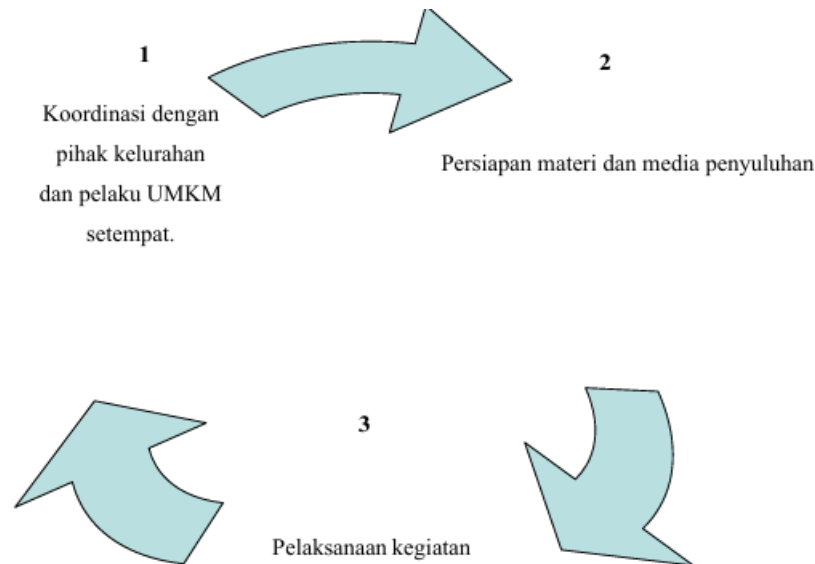 1
Koordinasi dengan
pihak kelurahan
dan pelaku UMKM
setempat.
2
Persiapan materi dan media penyuluhan
3
Pelaksanaan kegiatan